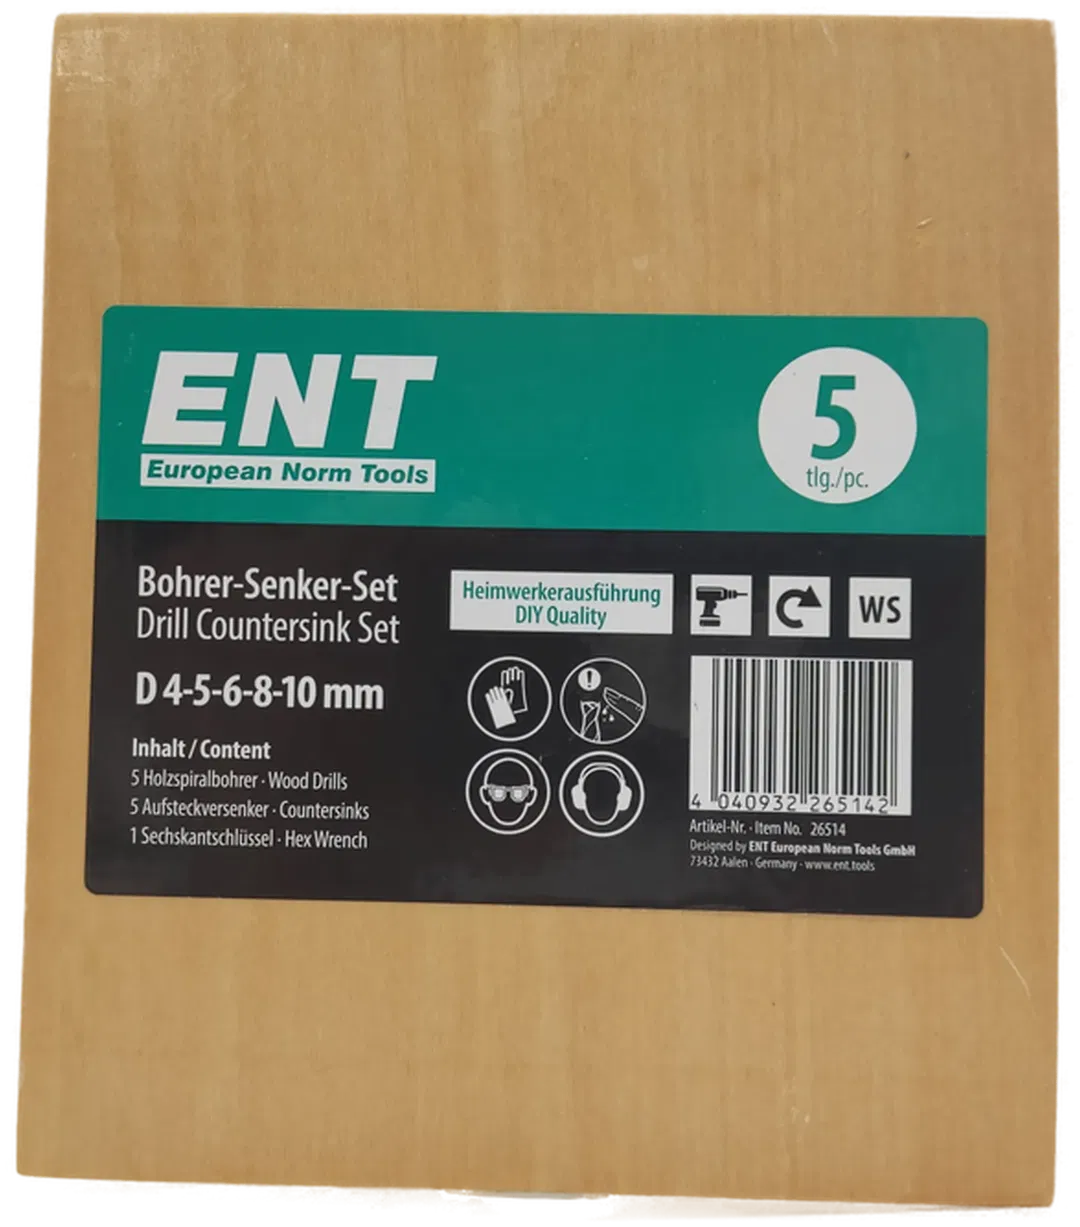 ENT
European Norm Tools
5
tlg./pc.
Bohrer-Senker-Set
Drill Countersink Set
D 4-5-6-8-10 mm
Inhalt / Content
5 Holzspiralbohrer · Wood Drills
5 Aufsteckversenker · Countersinks
1 Sechskantschlüssel · Hex Wrench
Heimwerkerausführung
DIY Quality
WS
4 040932 265142
Artikel-Nr. · Item No. 26514
Designed by ENT European Norm Tools GmbH
73432 Aalen · Germany · www.ent.tools